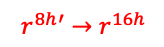 r^{8h′} → r^{16h}